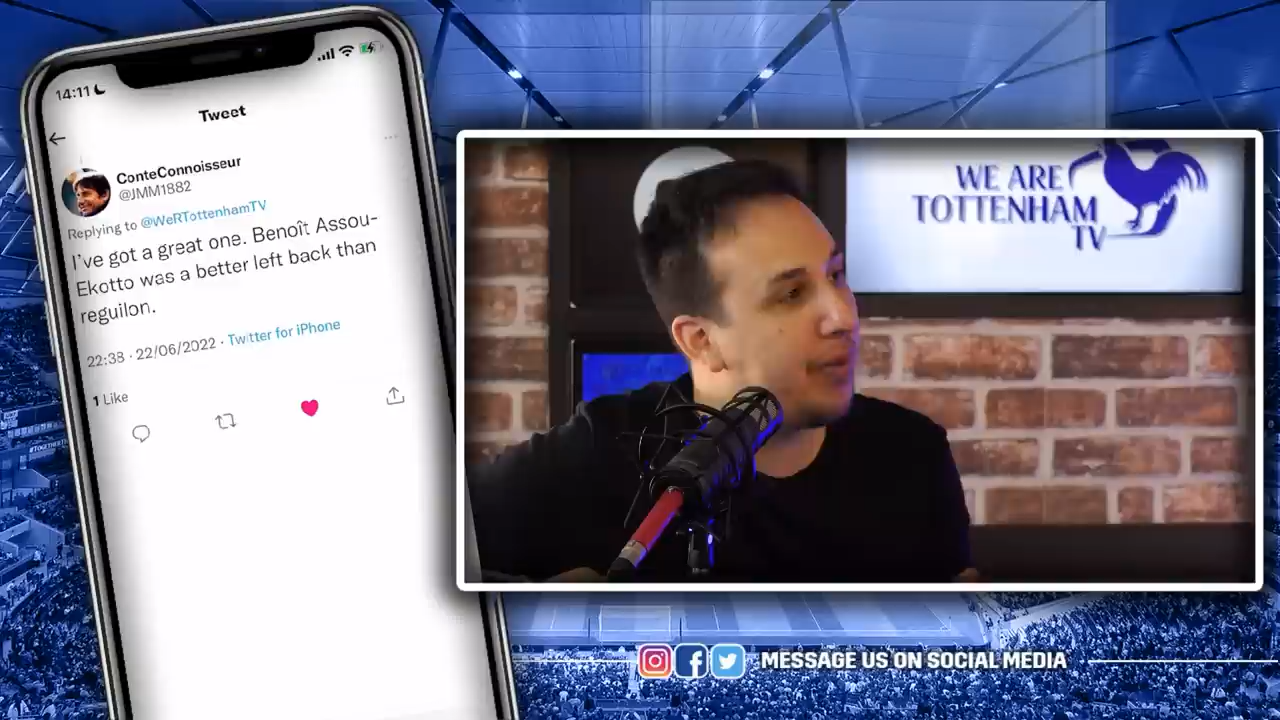 14:11
Tweet
ConteConnoisseur
@JMM1882
Replying to @WeRTottenhamTV
I've got a great one. Benoît Assou-
Ekotto was a better left back than
reguilon.
22:38 · 22/06/2022 · Twitter for iPhone
1 Like
WE ARE
TOTTENHAM
TV
MESSAGE US ON SOCIAL MEDIA